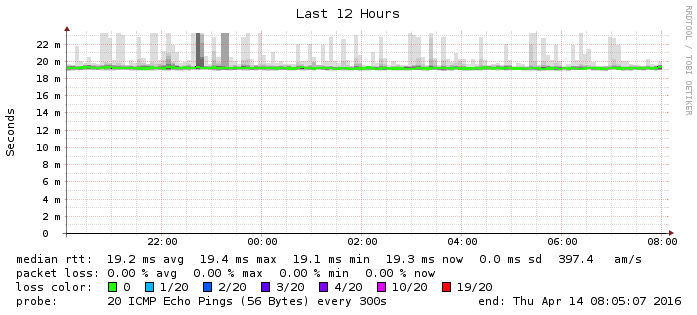 Last 12 Hours
RRDTOOL / TOBI OETIKER
Seconds
22 m
20 m
18 m
16 m
14 m
12 m
10 m
8 m
6 m
4 m
2 m
0
22:00 00:00 02:00 04:00 06:00 08:00
median rtt: 19.2 ms avg 19.4 ms max 19.1 ms min 19.3 ms now 0.0 ms sd 397.4 am/s
packet loss: 0.00 % avg 0.00 % max 0.00 % min 0.00 % now
loss color: 0 1/20 2/20 3/20 4/20 10/20 19/20
probe: 20 ICMP Echo Pings (56 Bytes) every 300s end: Thu Apr 14 08:05:07 2016